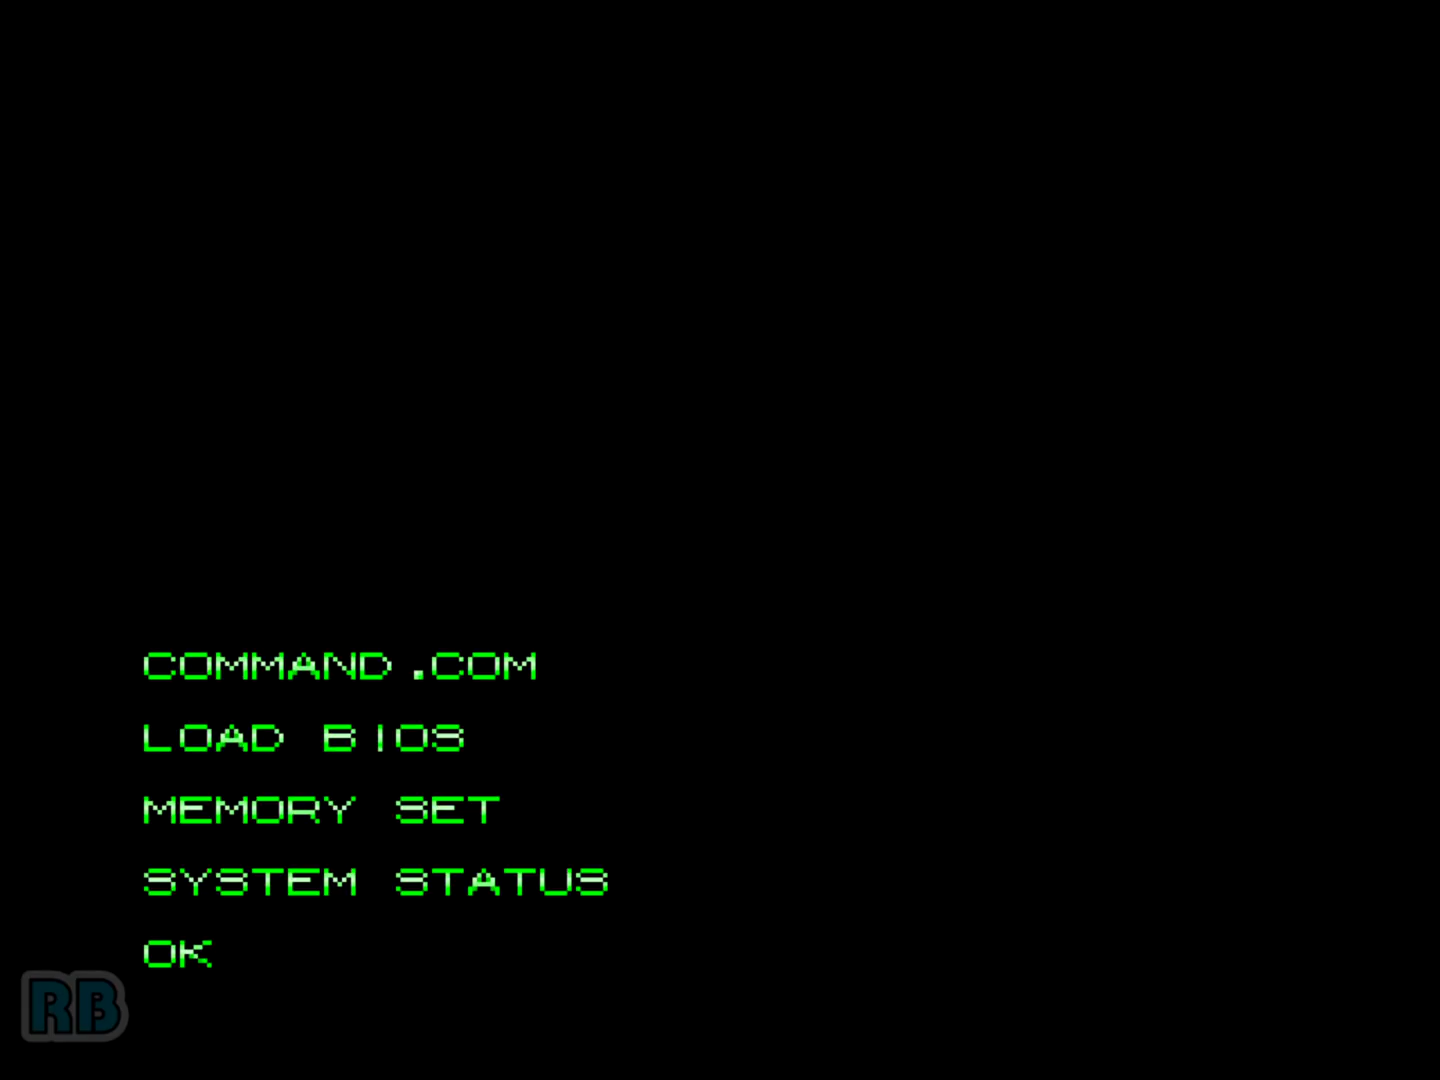 COMMAND.COM
LOAD BIOS
MEMORY SET
SYSTEM STATUS
OK
RB